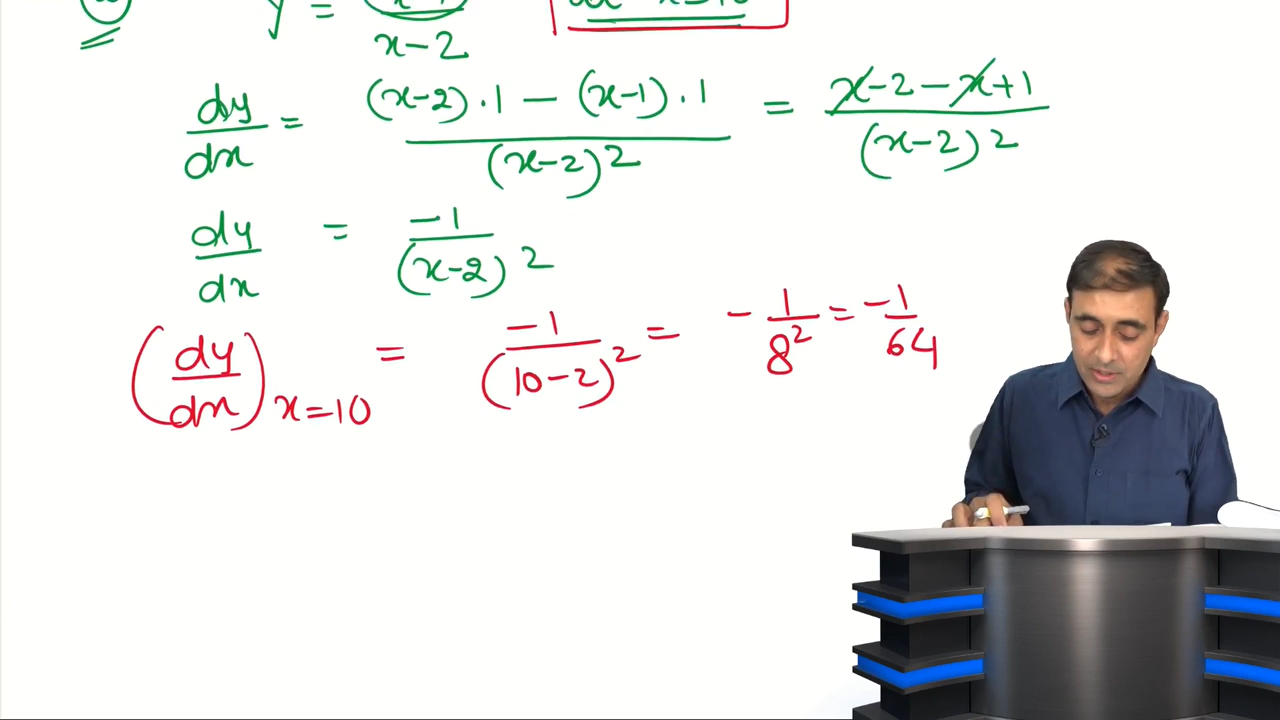 y =
x-2
dy/dx = ((x-2).1 - (x-1).1)/(x-2)² = (x-2-x+1)/(x-2)²
dy/dx = -1/(x-2)²
(dy/dx)x=10 = -1/(10-2)² = -1/8² = -1/64